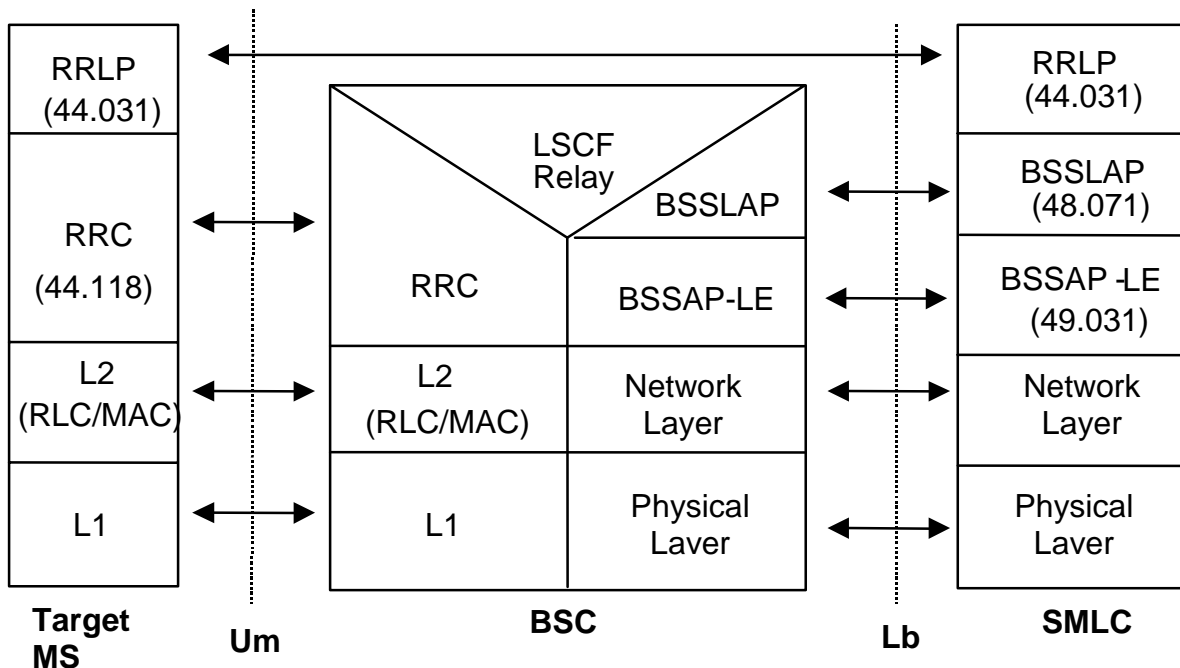 RRLP
(44.031)
RRC
(44.118)
L2
(RLC/MAC)
L1
Target
MS
Um
LSCF
Relay
BSSLAP
RRC
BSSAP-LE
L2
(RLC/MAC)
Network
Layer
L1
Physical
Laver
BSC
Lb
RRLP
(44.031)
BSSLAP
(48.071)
BSSAP-LE
(49.031)
Network
Layer
Physical
Laver
SMLC